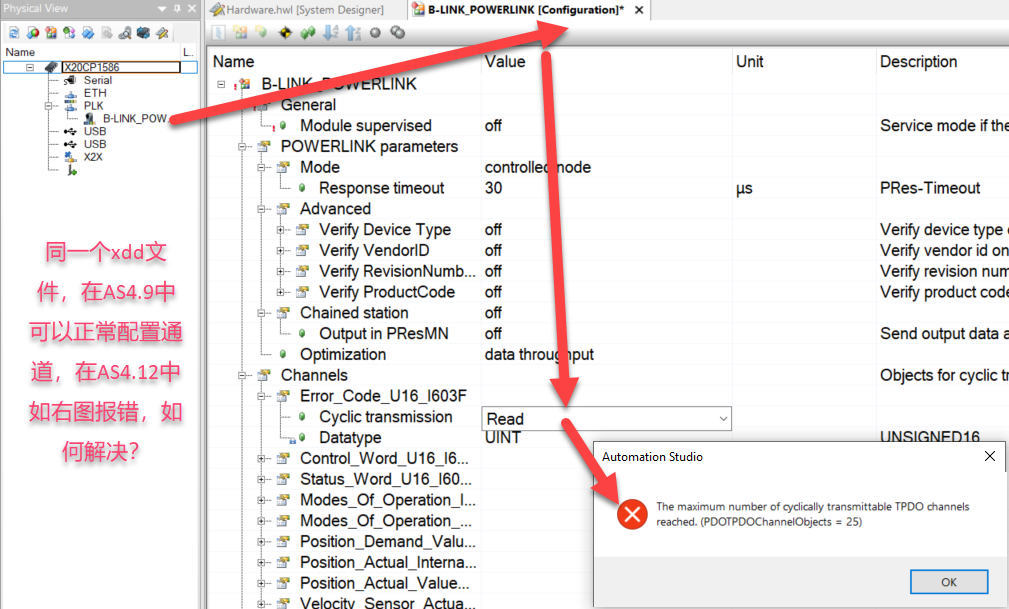 Physical View
Hardware.hwl [System Designer]
B-LINK_POWERLINK [Configuration]*
Name
L..
X20CP1586
Serial
ETH
PLK
B-LINK_POW...
USB
USB
X2X
同一个xdd文
件，在AS4.9中
可以正常配置通
道，在AS4.12中
如右图报错，如
何解决？
Name Value Unit Description
B-LINK_POWERLINK
General
Module supervised off Service mode if the
POWERLINK parameters
Mode controlled node
Response timeout 30 µs PRes-Timeout
Advanced
Verify Device Type off Verify device type
Verify VendorID off Verify vendor id on
Verify RevisionNumb... off Verify revision num
Verify ProductCode off Verify product code
Chained station off
Output in PResMN off Send output data a
Optimization data throughput
Channels Objects for cyclic tr
Error_Code_U16_I603F
Cyclic transmission Read
Datatype UINT UNSIGNED16
Control_Word_U16_I6...
Status_Word_U16_I60...
Modes_Of_Operation_I...
Modes_Of_Operation_...
Position_Demand_Valu...
Position_Actual_Interna...
Position_Actual_Value...
Velocity_Sensor_Actua...
Automation Studio
The maximum number of cyclically transmittable TPDO channels
reached. (PDOTPDOChannelObjects = 25)
OK